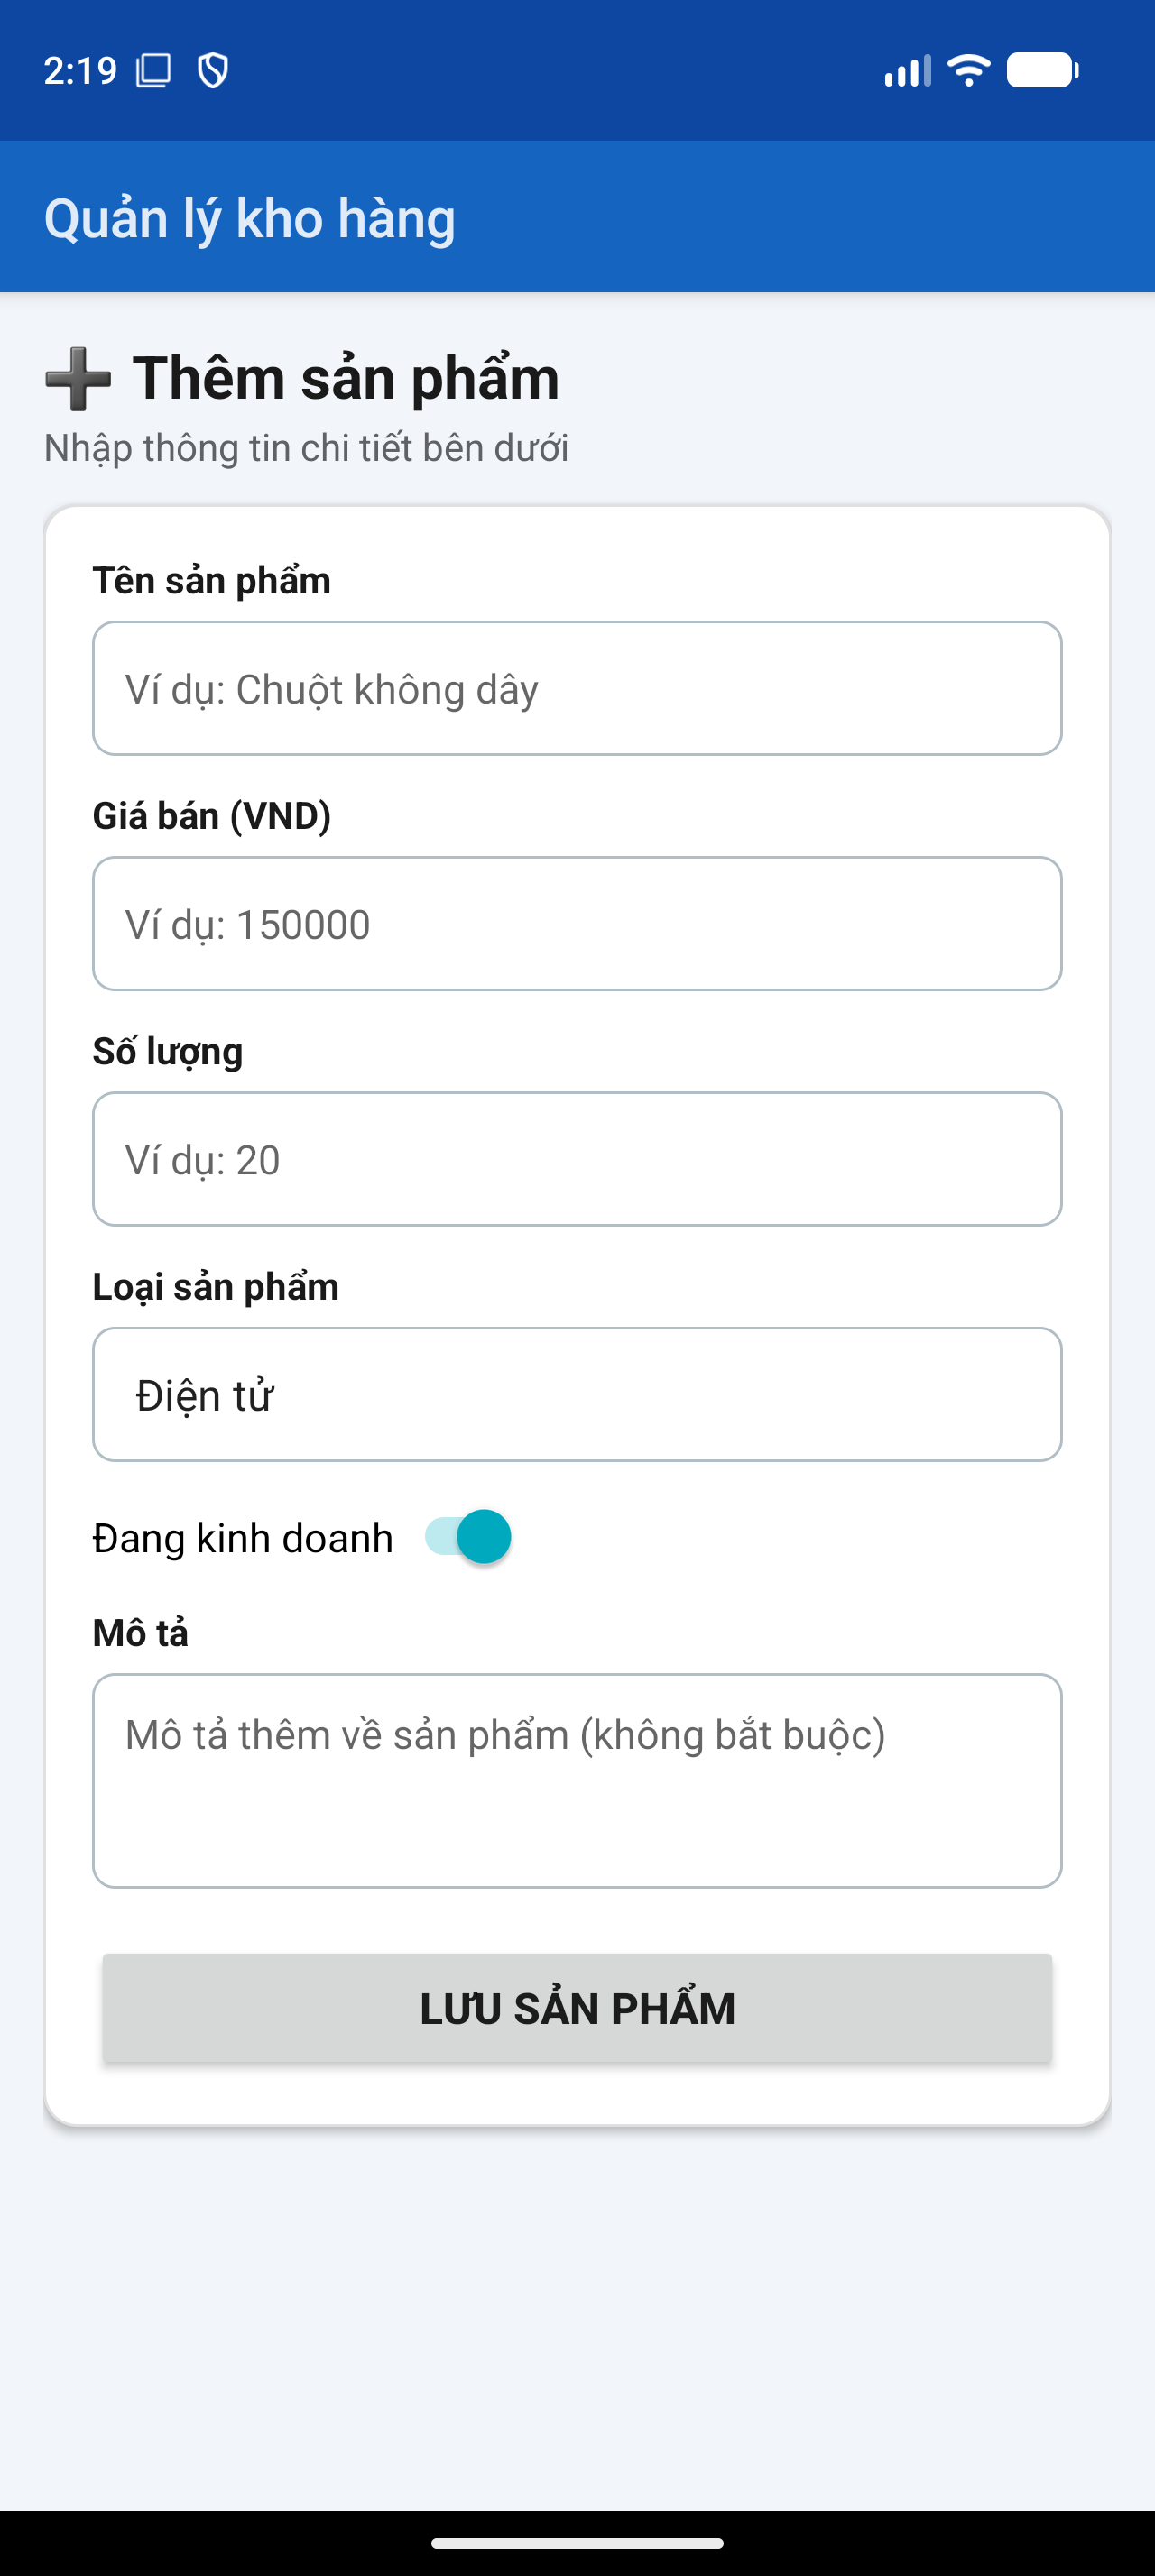 2:19
Quản lý kho hàng
➕ Thêm sản phẩm
Nhập thông tin chi tiết bên dưới
Tên sản phẩm
Ví dụ: Chuột không dây
Giá bán (VND)
Ví dụ: 150000
Số lượng
Ví dụ: 20
Loại sản phẩm
Điện tử
Đang kinh doanh
Mô tả
Mô tả thêm về sản phẩm (không bắt buộc)
LƯU SẢN PHẨM